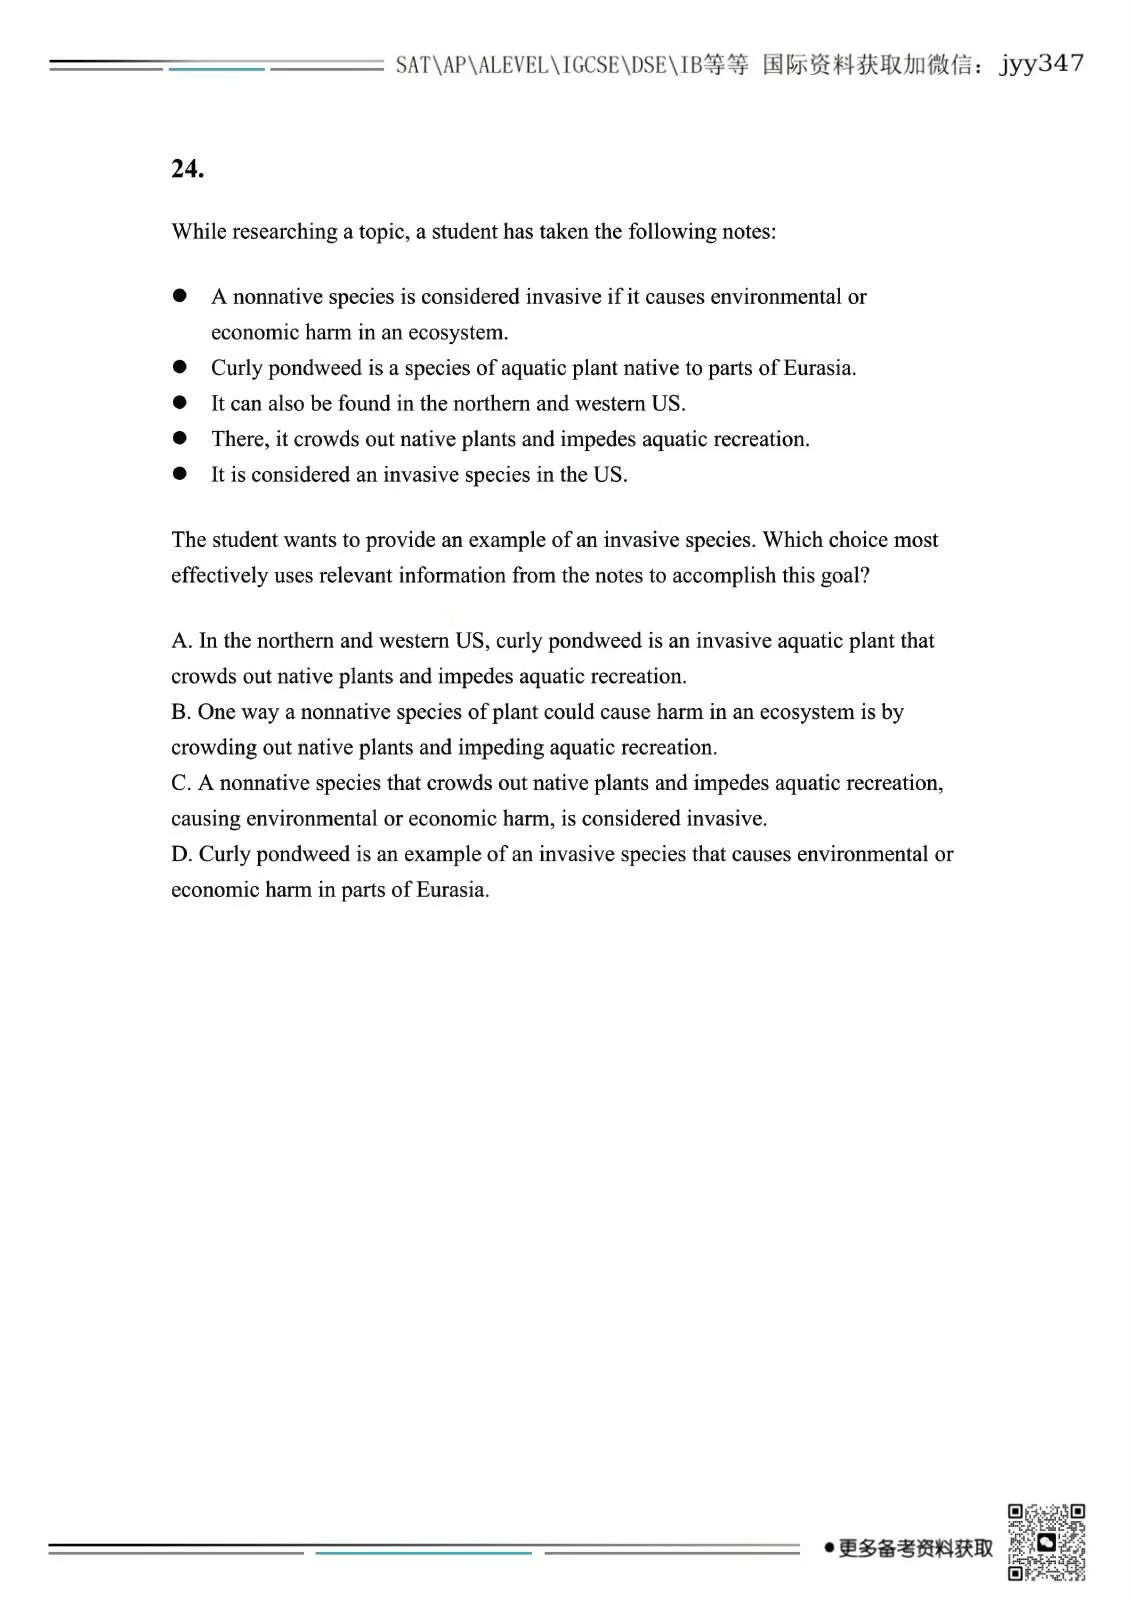 SAT\AP\ALEVEL\IGCSE\DSE\IB等等 国际资料获取加微信：jyy347
24.
While researching a topic, a student has taken the following notes:
● A nonnative species is considered invasive if it causes environmental or
economic harm in an ecosystem.
● Curly pondweed is a species of aquatic plant native to parts of Eurasia.
● It can also be found in the northern and western US.
● There, it crowds out native plants and impedes aquatic recreation.
● It is considered an invasive species in the US.
The student wants to provide an example of an invasive species. Which choice most
effectively uses relevant information from the notes to accomplish this goal?
A. In the northern and western US, curly pondweed is an invasive aquatic plant that
crowds out native plants and impedes aquatic recreation.
B. One way a nonnative species of plant could cause harm in an ecosystem is by
crowding out native plants and impeding aquatic recreation.
C. A nonnative species that crowds out native plants and impedes aquatic recreation,
causing environmental or economic harm, is considered invasive.
D. Curly pondweed is an example of an invasive species that causes environmental or
economic harm in parts of Eurasia.
●更多备考资料获取